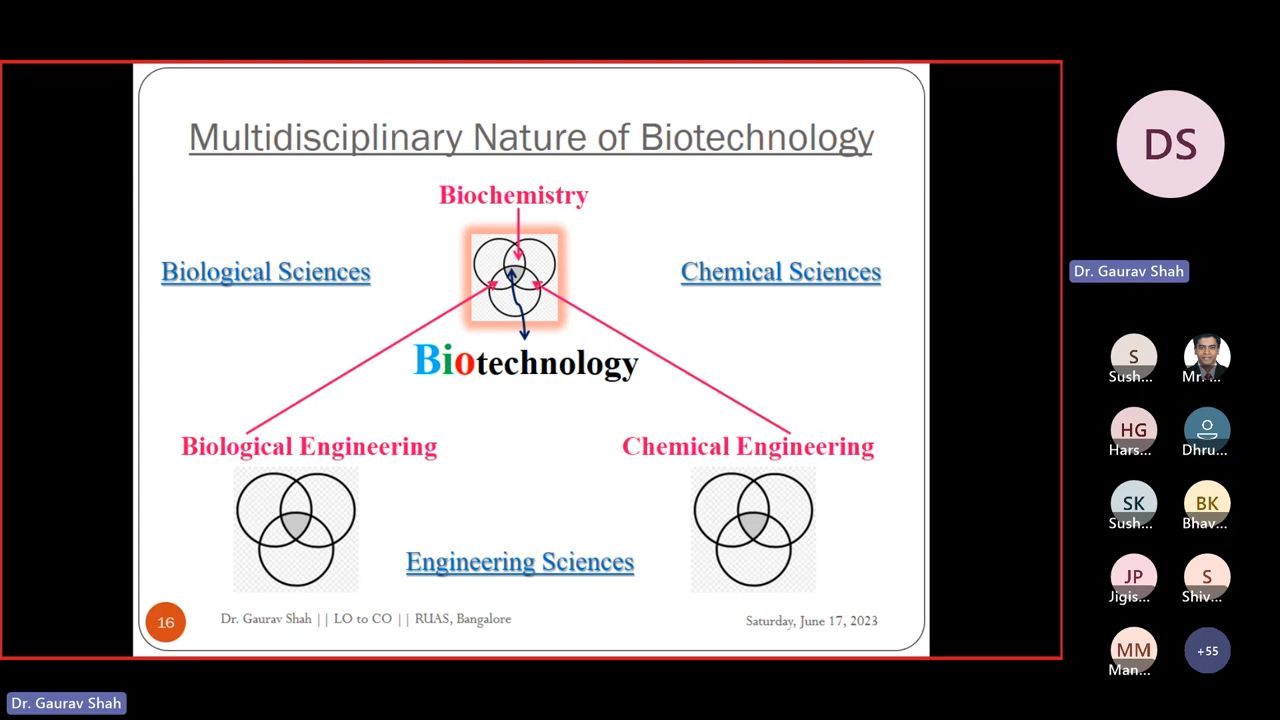 Multidisciplinary Nature of Biotechnology
Biochemistry
Biological Sciences
Chemical Sciences
Biotechnology
Biological Engineering
Chemical Engineering
Engineering Sciences
16
Dr. Gaurav Shah || LO to CO || RUAS, Bangalore
Saturday, June 17, 2023
DS
Dr. Gaurav Shah
S
Sush...
Mr. ...
HG
Hars...
Dhru...
SK
Sush...
BK
Bhav...
JP
Jigis...
S
Shiv...
MM
Man...
+55
Dr. Gaurav Shah